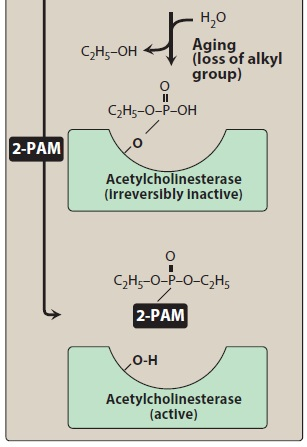 H₂O
C₂H₅-OH
Aging
(loss of alkyl
group)
O
C₂H₅-O-P-OH
O
2-PAM
Acetylcholinesterase
(irreversibly inactive)
O
C₂H₅-O-P-O-C₂H₅
2-PAM
O-H
Acetylcholinesterase
(active)